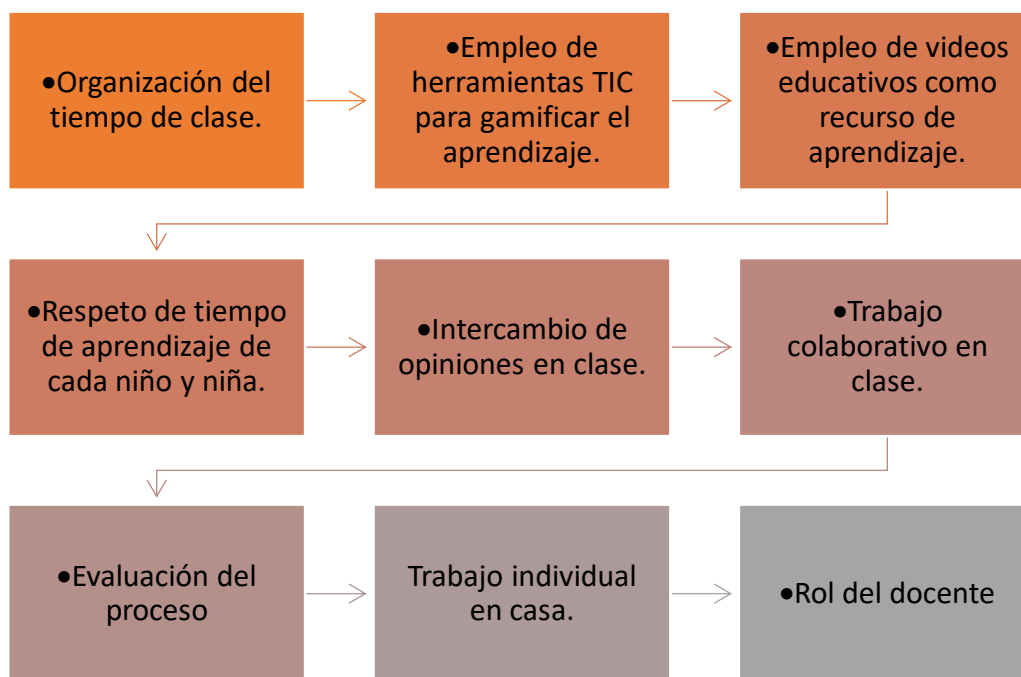 •Organización del
tiempo de clase.
•Empleo de
herramientas TIC
para gamificar el
aprendizaje.
•Empleo de videos
educativos como
recurso de
aprendizaje.
•Respeto de tiempo
de aprendizaje de
cada niño y niña.
•Intercambio de
opiniones en clase.
•Trabajo
colaborativo en
clase.
•Evaluación del
proceso
Trabajo individual
en casa.
•Rol del docente